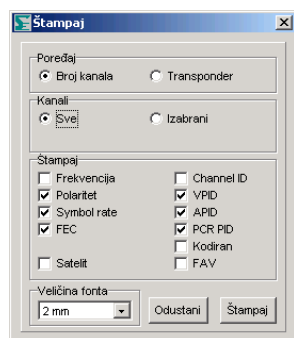 Štampaj
Poređaj
Broj kanala Transponder
Kanali
Sve Izabrani
Štampaj
Frekvencija Channel ID
Polaritet VPID
Symbol rate APID
FEC PCR PID
Kodiran
Satelit FAV
Veličina fonta
2 mm Odustani Štampaj